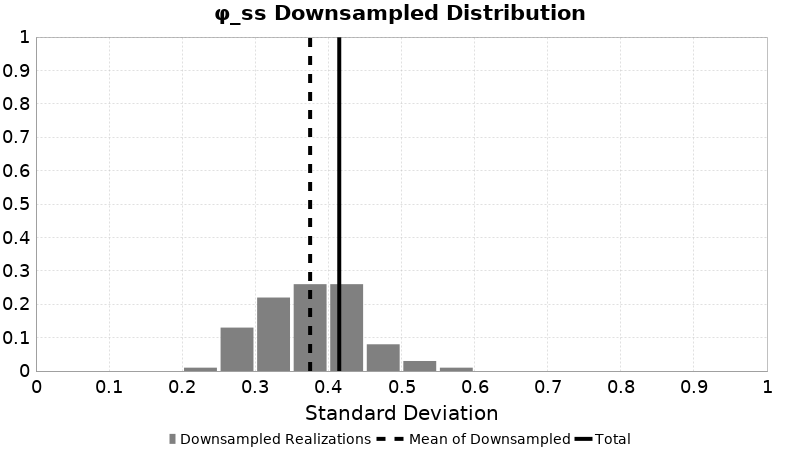 φ_ss Downsampled Distribution
1
0.9
0.8
0.7
0.6
0.5
0.4
0.3
0.2
0.1
0
0 0.1 0.2 0.3 0.4 0.5 0.6 0.7 0.8 0.9 1
Standard Deviation
Downsampled Realizations Mean of Downsampled Total